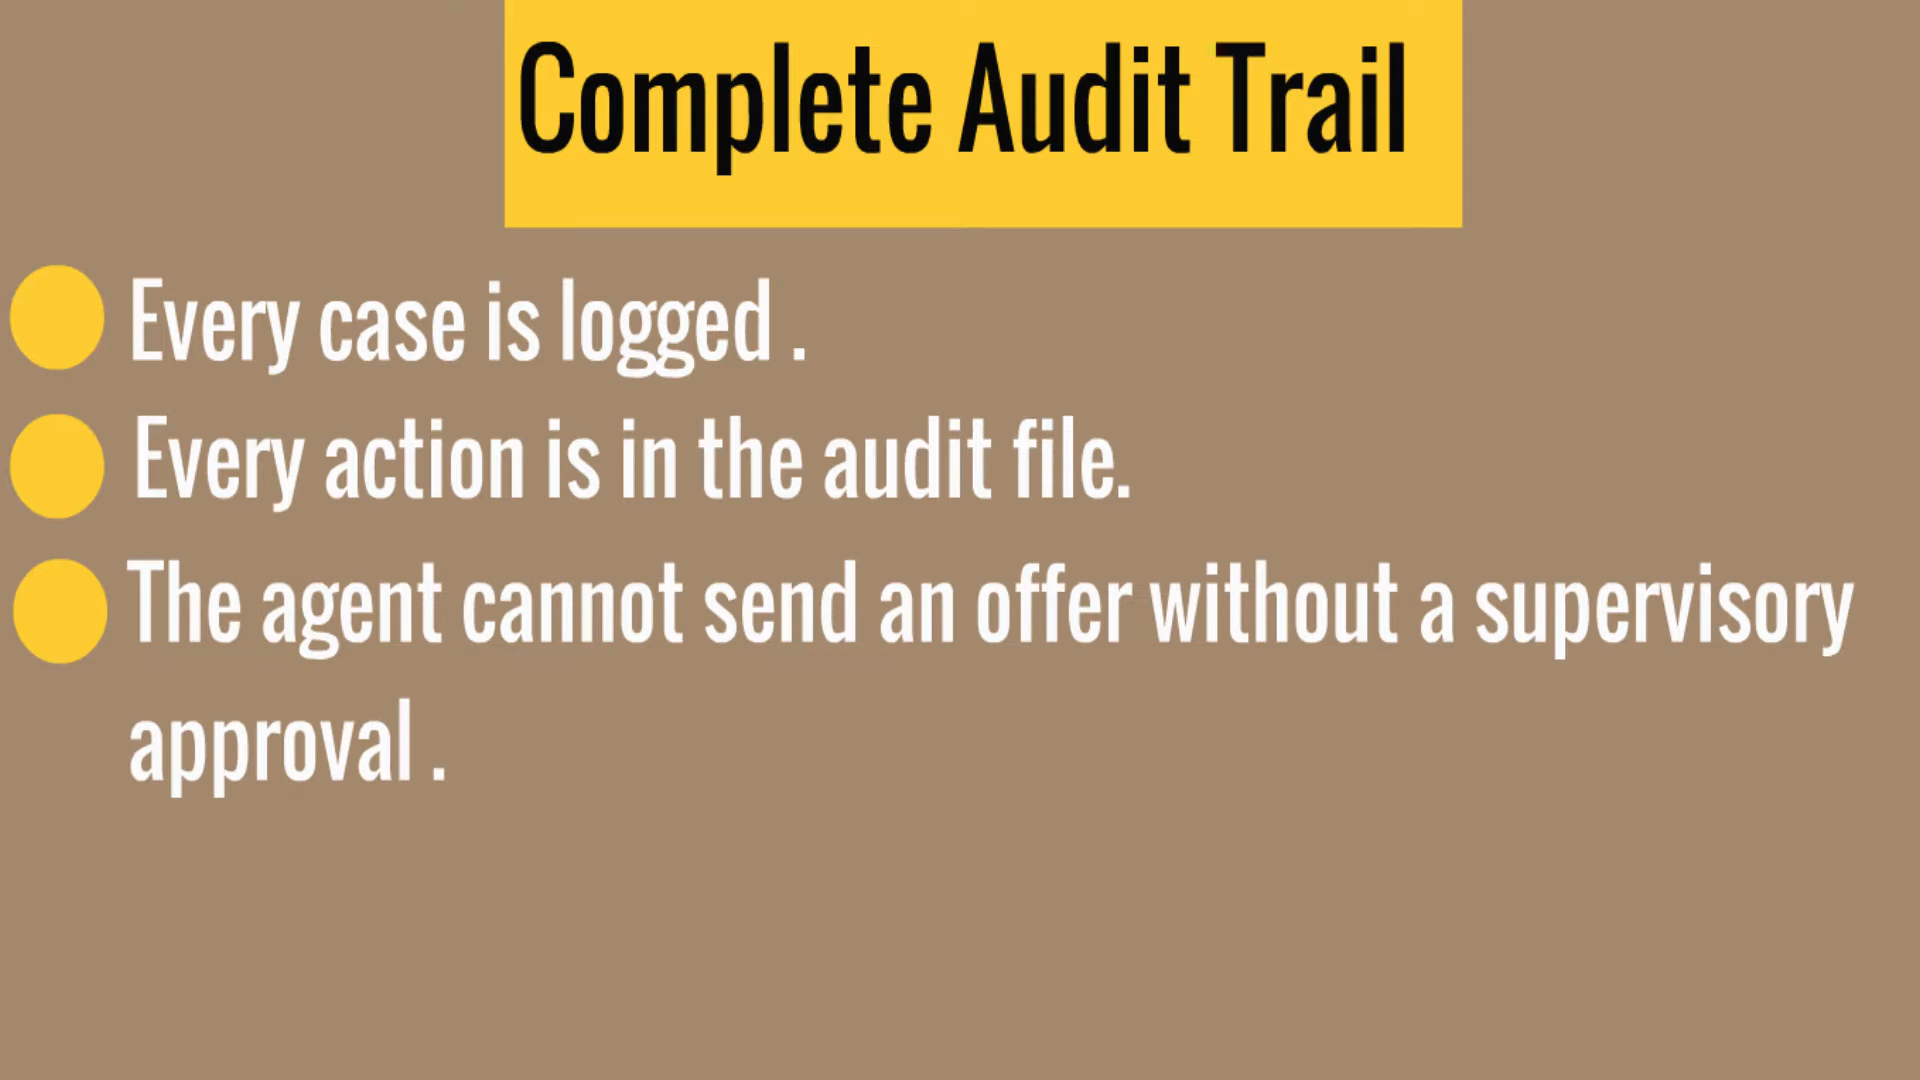 Complete Audit Trail
Every case is logged .
Every action is in the audit file.
The agent cannot send an offer without a supervisory
approval .